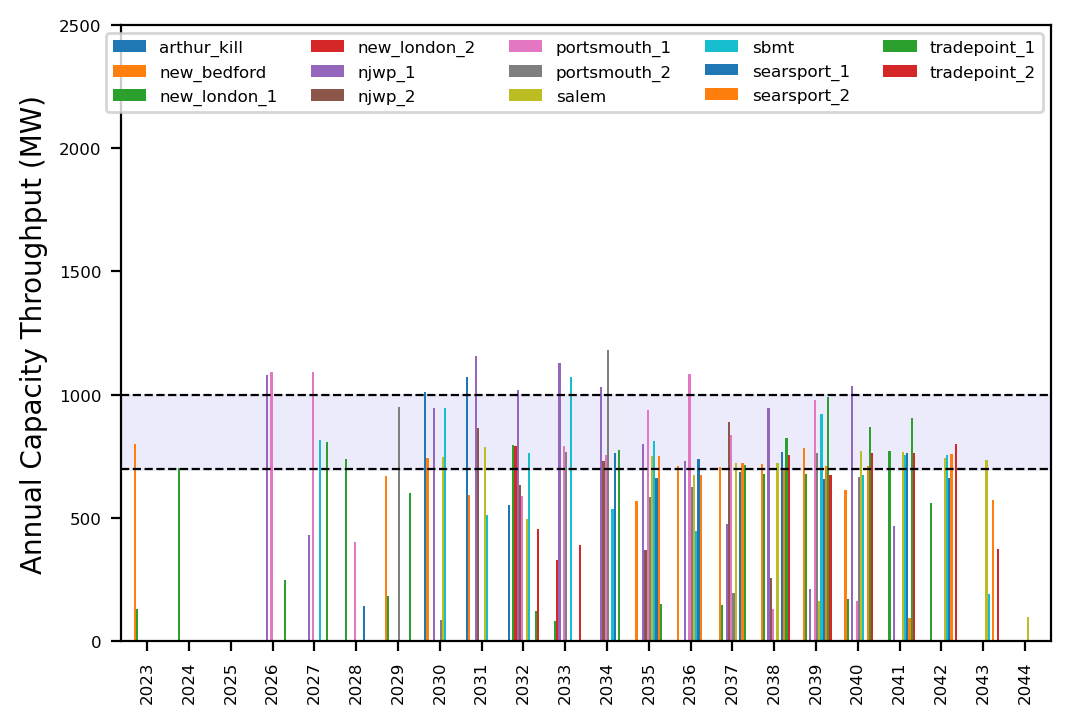 Annual Capacity Throughput (MW)
2500
2000
1500
1000
500
0
arthur_kill
new_bedford
new_london_1
new_london_2
njwp_1
njwp_2
portsmouth_1
portsmouth_2
salem
sbmt
searsport_1
searsport_2
tradepoint_1
tradepoint_2
2023
2024
2025
2026
2027
2028
2029
2030
2031
2032
2033
2034
2035
2036
2037
2038
2039
2040
2041
2042
2043
2044